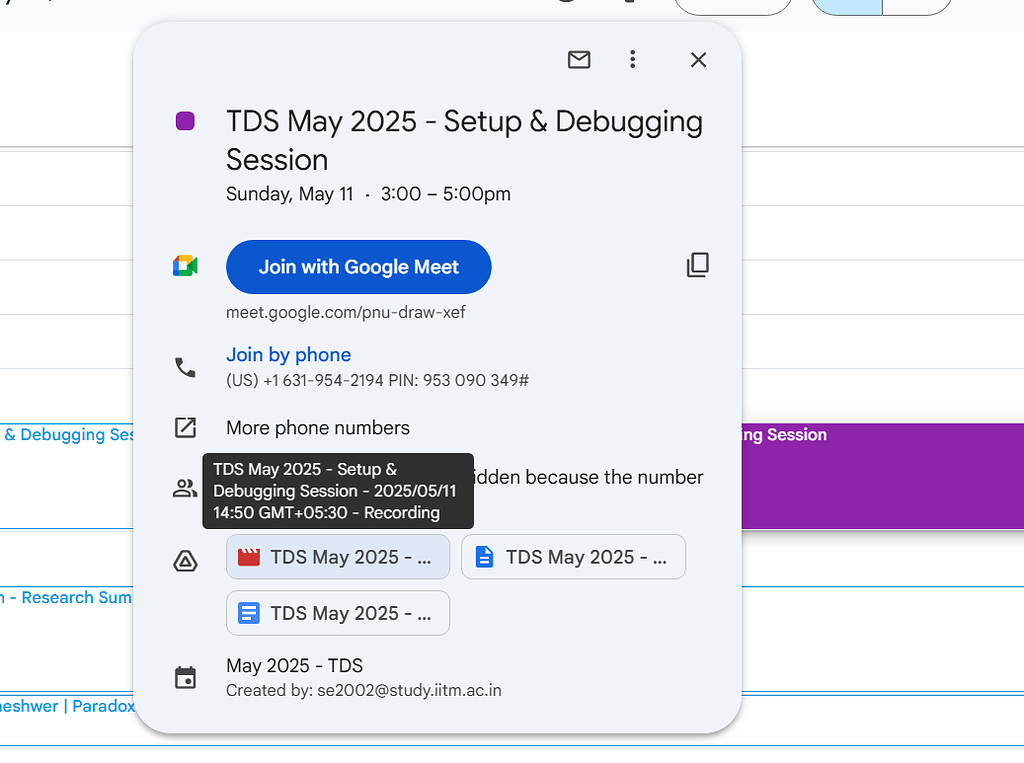 TDS May 2025 - Setup & Debugging
Session
Sunday, May 11 · 3:00 – 5:00pm
Join with Google Meet
meet.google.com/pnu-draw-xef
Join by phone
(US) +1 631-954-2194 PIN: 953 090 349#
More phone numbers
& Debugging Ses
ing Session
TDS May 2025 - Setup &
Debugging Session - 2025/05/11
14:50 GMT+05:30 - Recording
idden because the number
TDS May 2025 - ...
TDS May 2025 - ...
TDS May 2025 - ...
n - Research Sum
May 2025 - TDS
Created by: se2002@study.iitm.ac.in
neshwer | Paradox